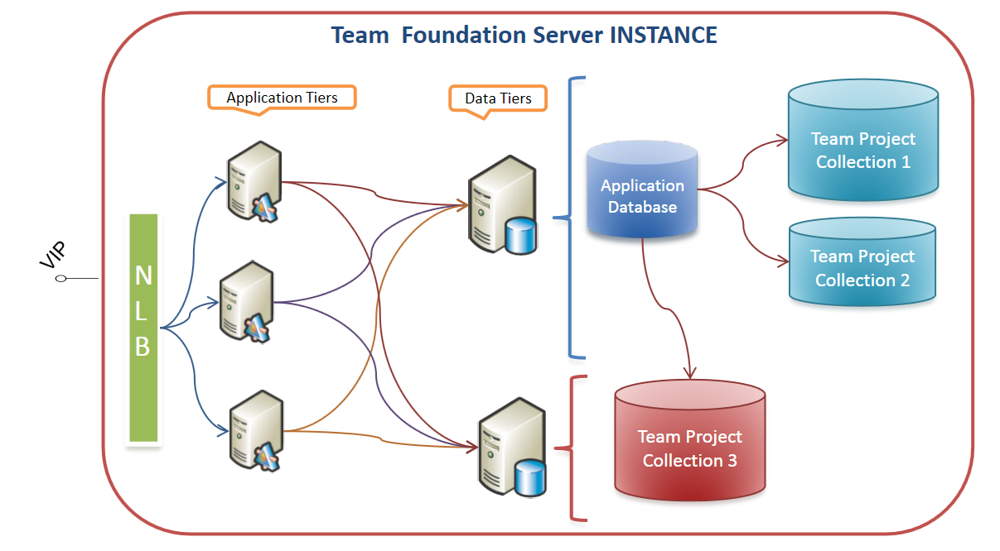 Team Foundation Server INSTANCE
Application Tiers
Data Tiers
VIP
N
L
B
Application
Database
Team Project
Collection 1
Team Project
Collection 2
Team Project
Collection 3